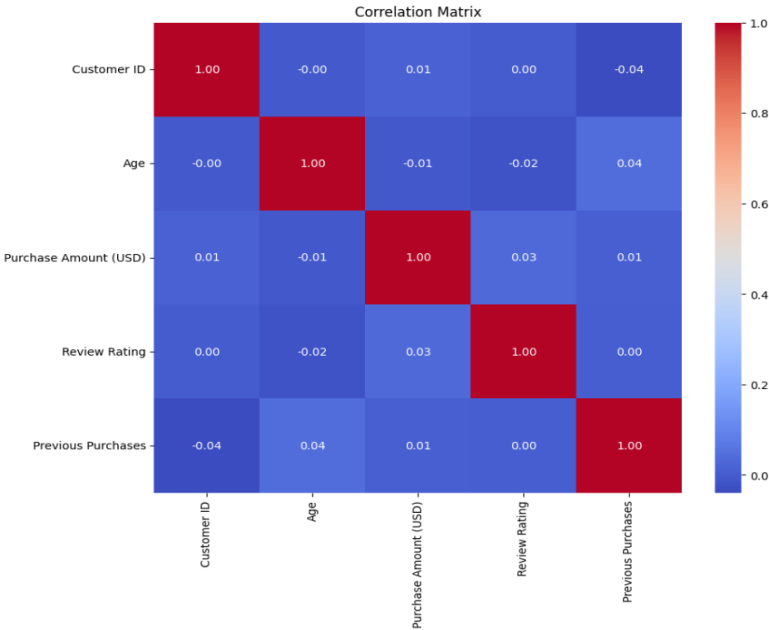 Correlation Matrix
Customer ID 1.00 -0.00 0.01 0.00 -0.04
Age -0.00 1.00 -0.01 -0.02 0.04
Purchase Amount (USD) 0.01 -0.01 1.00 0.03 0.01
Review Rating 0.00 -0.02 0.03 1.00 0.00
Previous Purchases -0.04 0.04 0.01 0.00 1.00
Customer ID
Age
Purchase Amount (USD)
Review Rating
Previous Purchases
1.0
0.8
0.6
0.4
0.2
0.0